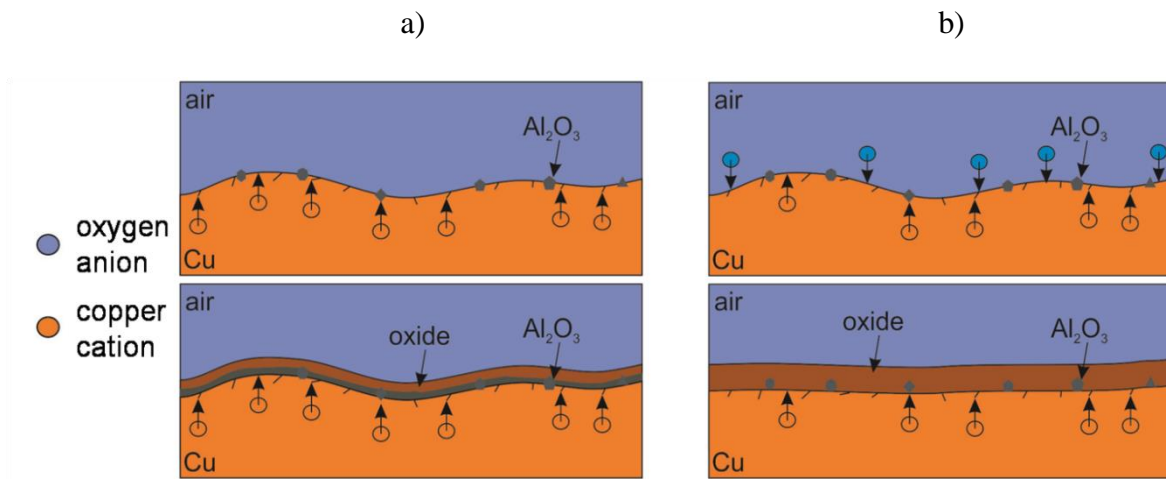 a)
b)
air
Al₂O₃
Cu
air
Al₂O₃
Cu
oxygen
anion
copper
cation
air
oxide
Al₂O₃
Cu
air
oxide
Al₂O₃
Cu